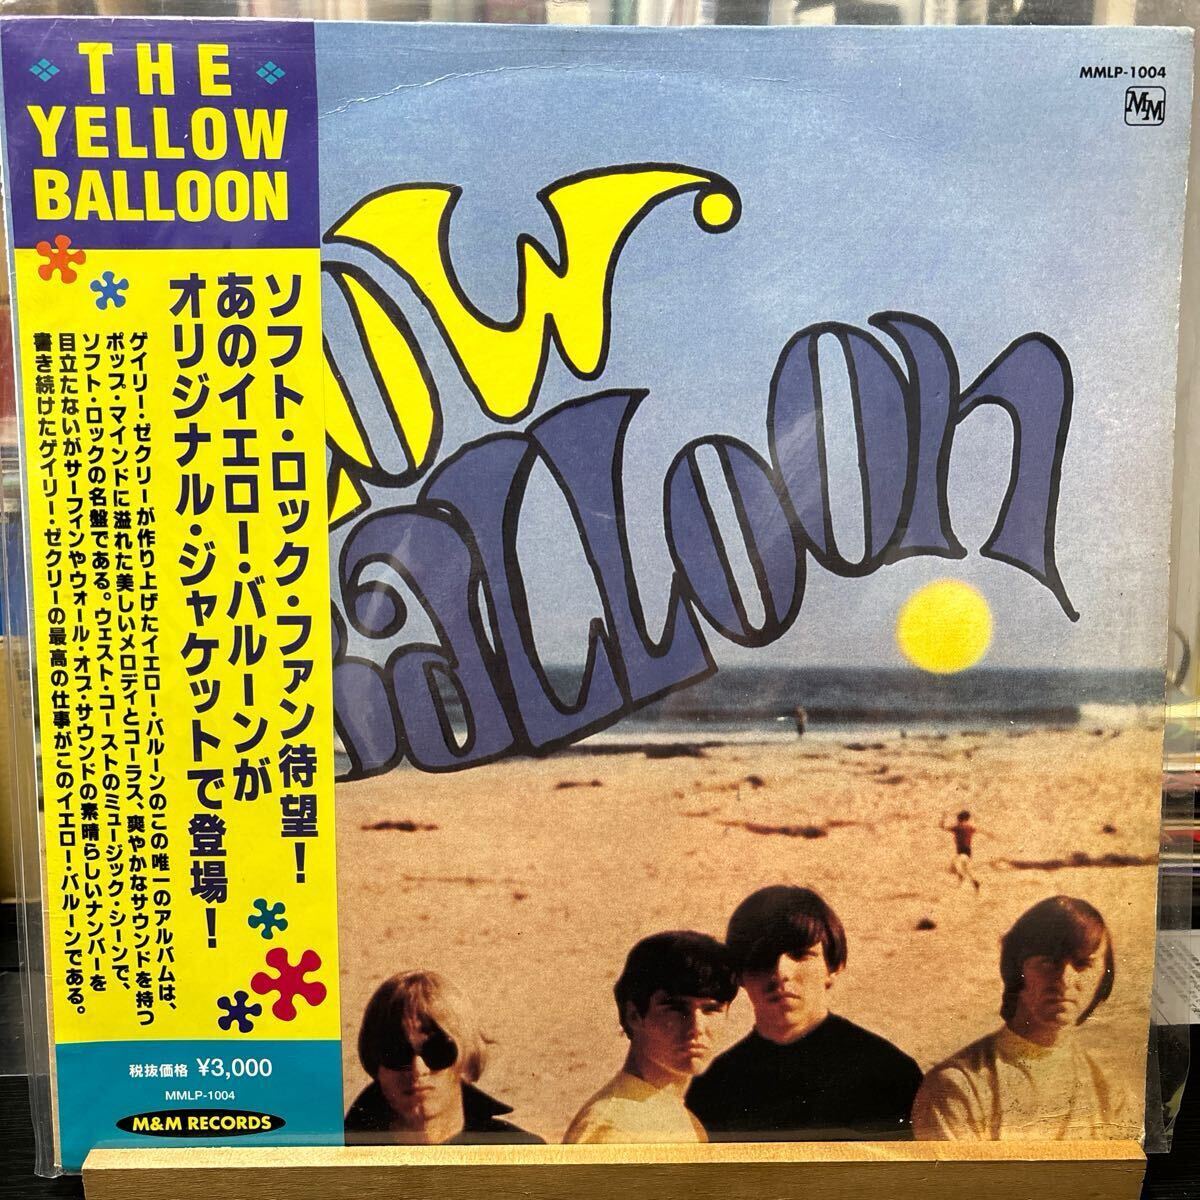 THE
YELLOW
BALLOON
ソフト・ロック・ファン待望!
あのイエロー・バルーンが
オリジナル・ジャケットで登場!
ゲイリー・ゼクリーが作り上げたイエロー・バルーンのこの唯一のアルバムは、
ポップ・マインドに溢れた美しいメロディとコーラス、爽やかなサウンドを持つ
ソフト・ロックの名盤である。ウェスト・コーストのミュージック・シーンで、
目立たないがサーフィンやウォール・オブ・サウンドの素晴らしいナンバーを
書き続けたゲイリー・ゼクリーの最高の仕事がこのイエロー・バルーンである。
税抜価格 ¥3,000
MMLP-1004
M&M RECORDS
MMLP-1004
MM
LOW
BALLOON